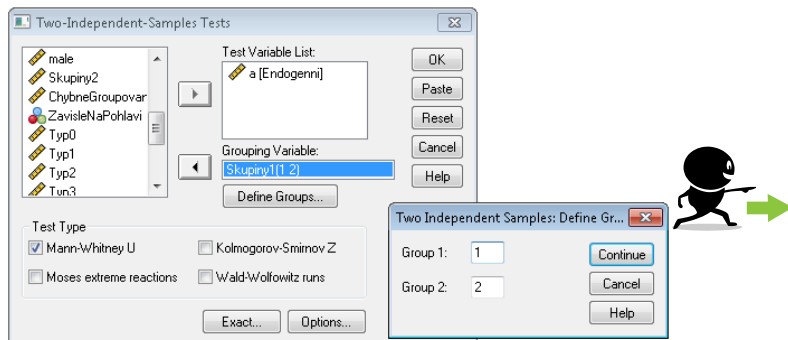 Two-Independent-Samples Tests
male
Skupiny2
ChybneGroupovar
ZavisleNaPohlavi
Typ0
Typ1
Typ2
Typ3
Test Variable List:
a [Endogenni]
Grouping Variable:
Skupiny1(1 2)
Define Groups...
OK
Paste
Reset
Cancel
Help
Test Type
Mann-Whitney U
Kolmogorov-Smirnov Z
Moses extreme reactions
Wald-Wolfowitz runs
Exact...
Options...
Two Independent Samples: Define Gr...
Group 1: 1
Group 2: 2
Continue
Cancel
Help